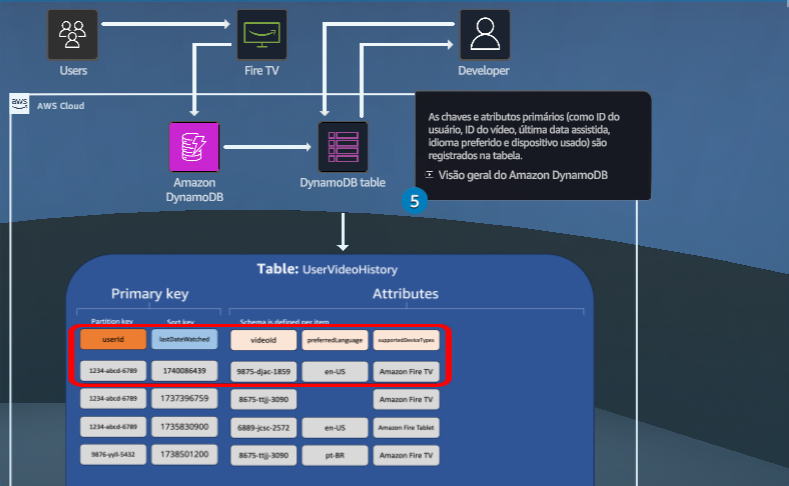 Users
Fire TV
Developer
aws
AWS Cloud
As chaves e atributos primários (como ID do
usuário, ID do vídeo, última data assistida,
idioma preferido e dispositivo usado) são
registrados na tabela.
Visão geral do Amazon DynamoDB
Amazon
DynamoDB
DynamoDB table
5
Table: UserVideoHistory
Primary key
Attributes
Partition key
Sort key
Schema is defined per item
userId
lastDateWatched
videoId
preferredLanguage
supportedDeviceTypes
1234-abcd-6789
1740086439
9875-djac-1859
en-US
Amazon Fire TV
1234-abcd-6789
1737396759
8675-ttjj-3090
Amazon Fire TV
1234-abcd-6789
1735830900
6889-jcsc-2572
en-US
Amazon Fire Tablet
9876-yyll-5432
1738501200
8675-ttjj-3090
pt-BR
Amazon Fire TV